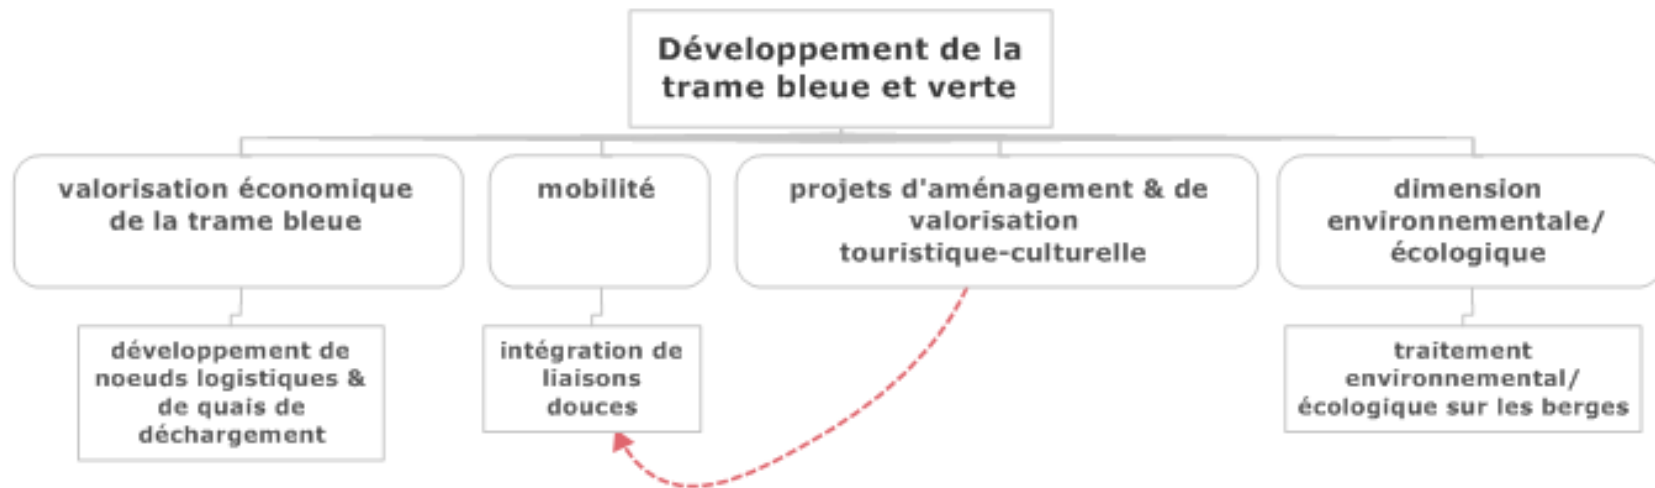 Développement de la
trame bleue et verte
valorisation économique
de la trame bleue
mobilité
projets d'aménagement & de
valorisation
touristique-culturelle
dimension
environnementale/
écologique
développement de
noeuds logistiques &
de quais de
déchargement
intégration de
liaisons
douces
traitement
environnemental/
écologique sur les berges